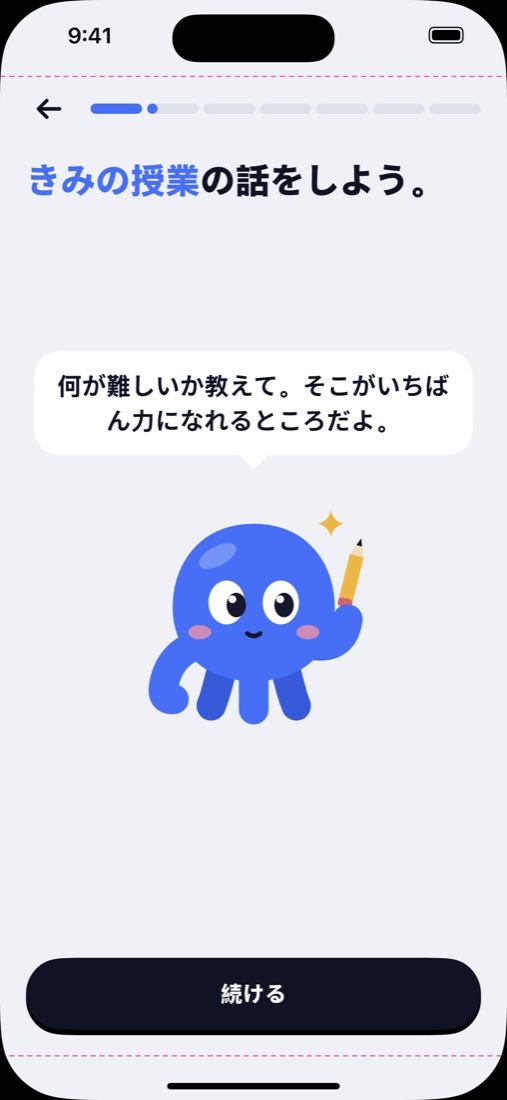 9:41
きみの授業の話をしよう。
何が難しいか教えて。そこがいちば
ん力になれるところだよ。
続ける